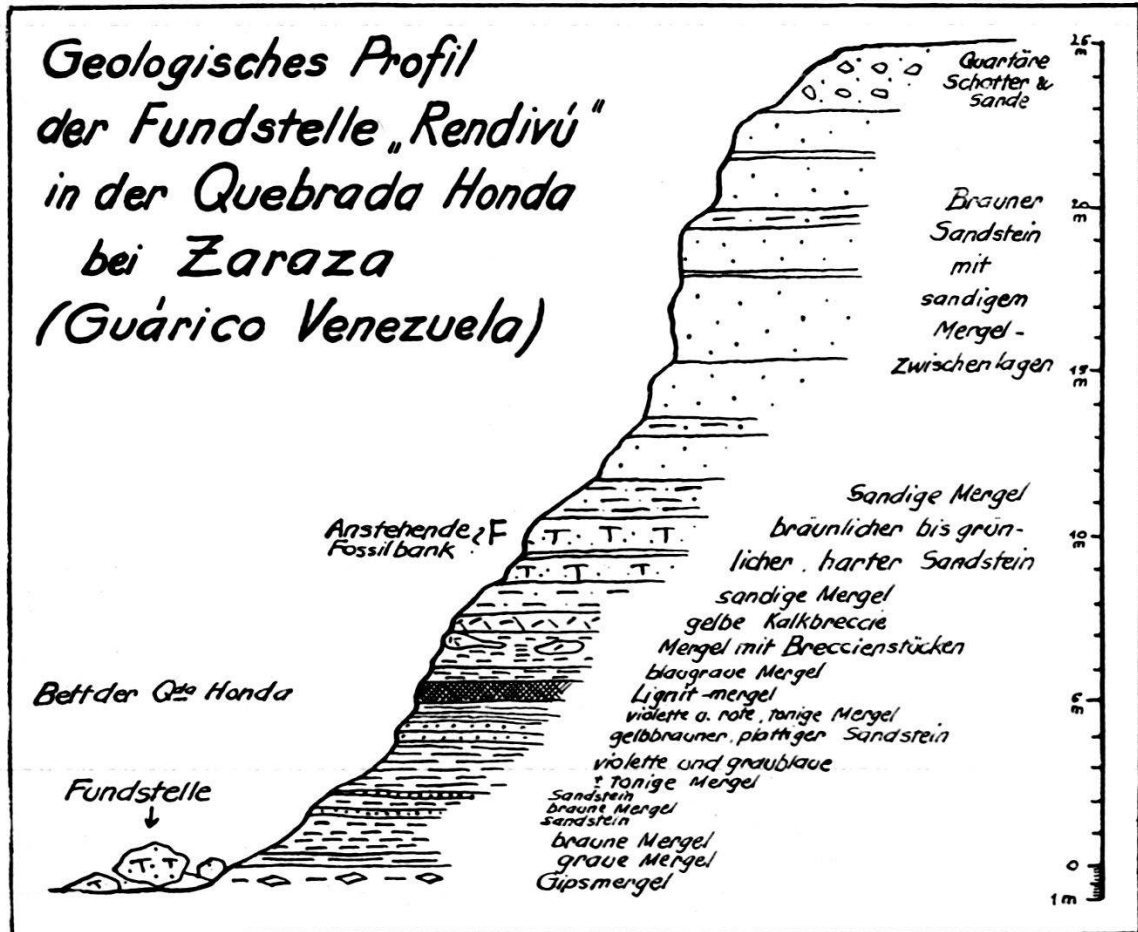 Geologisches Profil
der Fundstelle „Rendivú“
in der Quebrada Honda
bei Zaraza
(Guárico Venezuela)
25
m
Quartäre
Schotter &
Sande
20
m
Brauner
Sandstein
mit
sandigem
Mergel-
Zwischenlagen
15
m
Sandige Mergel
Anstehende
Fossilbank
F
bräunlicher bis grün-
licher, harter Sandstein
10
m
sandige Mergel
gelbe Kalkbreccie
Mergel mit Breccienstücken
blaugraue Mergel
Bett der Qda Honda
Lignit-mergel
5
m
violette u. rote, tonige Mergel
gelbbrauner, plattiger Sandstein
violette und graublaue
± tonige Mergel
Sandstein
braune Mergel
sandstein
Fundstelle
braune Mergel
graue Mergel
Gipsmergel
0
1 m